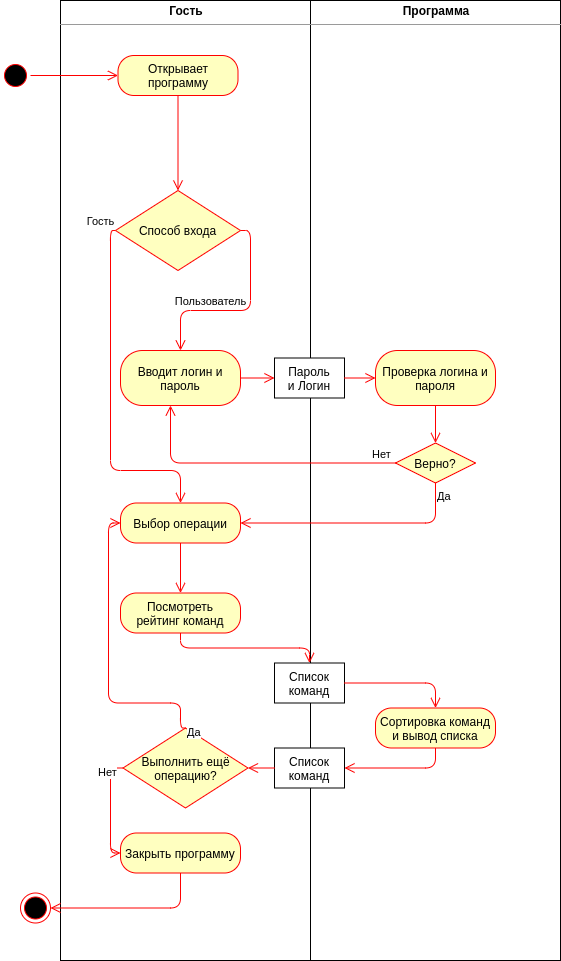 Гость
Программа
Открывает
программу
Гость
Способ входа
Пользователь
Вводит логин и
пароль
Пароль
и Логин
Проверка логина и
пароля
Нет
Верно?
Да
Выбор операции
Посмотреть
рейтинг команд
Список
команд
Сортировка команд
и вывод списка
Да
Выполнить ещё
операцию?
Список
команд
Нет
Закрыть программу